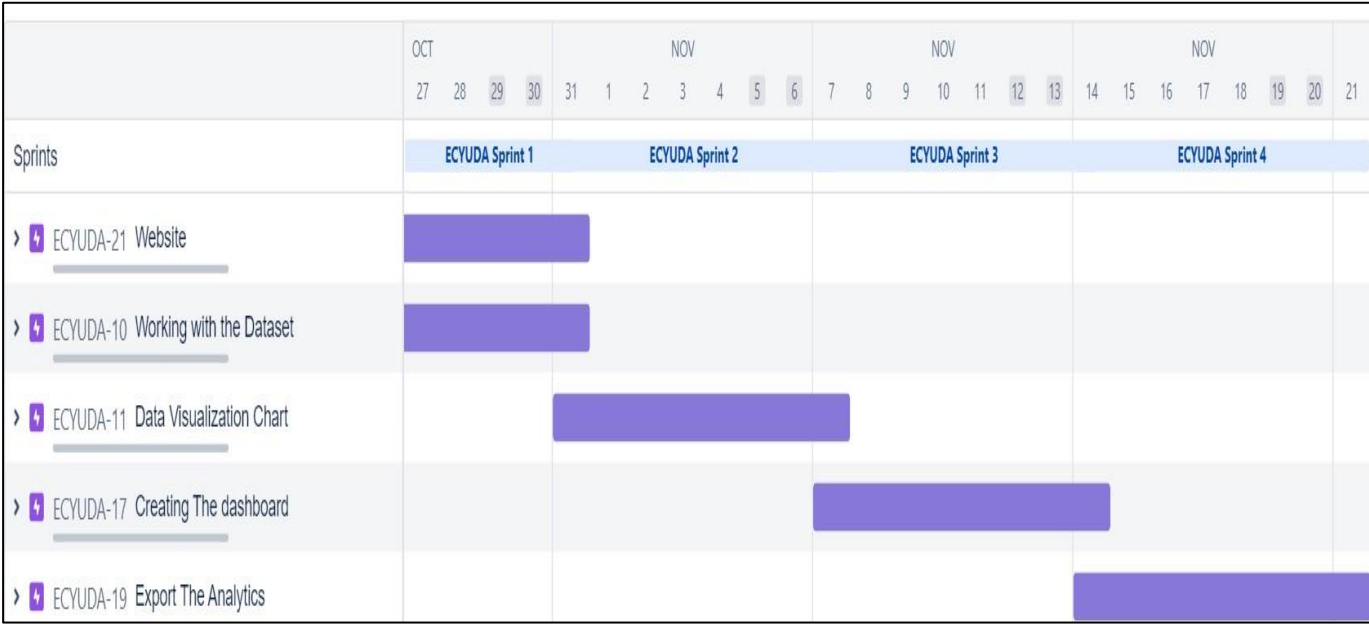 OCT NOV NOV NOV
27 28 29 30 31 1 2 3 4 5 6 7 8 9 10 11 12 13 14 15 16 17 18 19 20 21
Sprints ECYUDA Sprint 1 ECYUDA Sprint 2 ECYUDA Sprint 3 ECYUDA Sprint 4
ECYUDA-21 Website
ECYUDA-10 Working with the Dataset
ECYUDA-11 Data Visualization Chart
ECYUDA-17 Creating The dashboard
ECYUDA-19 Export The Analytics